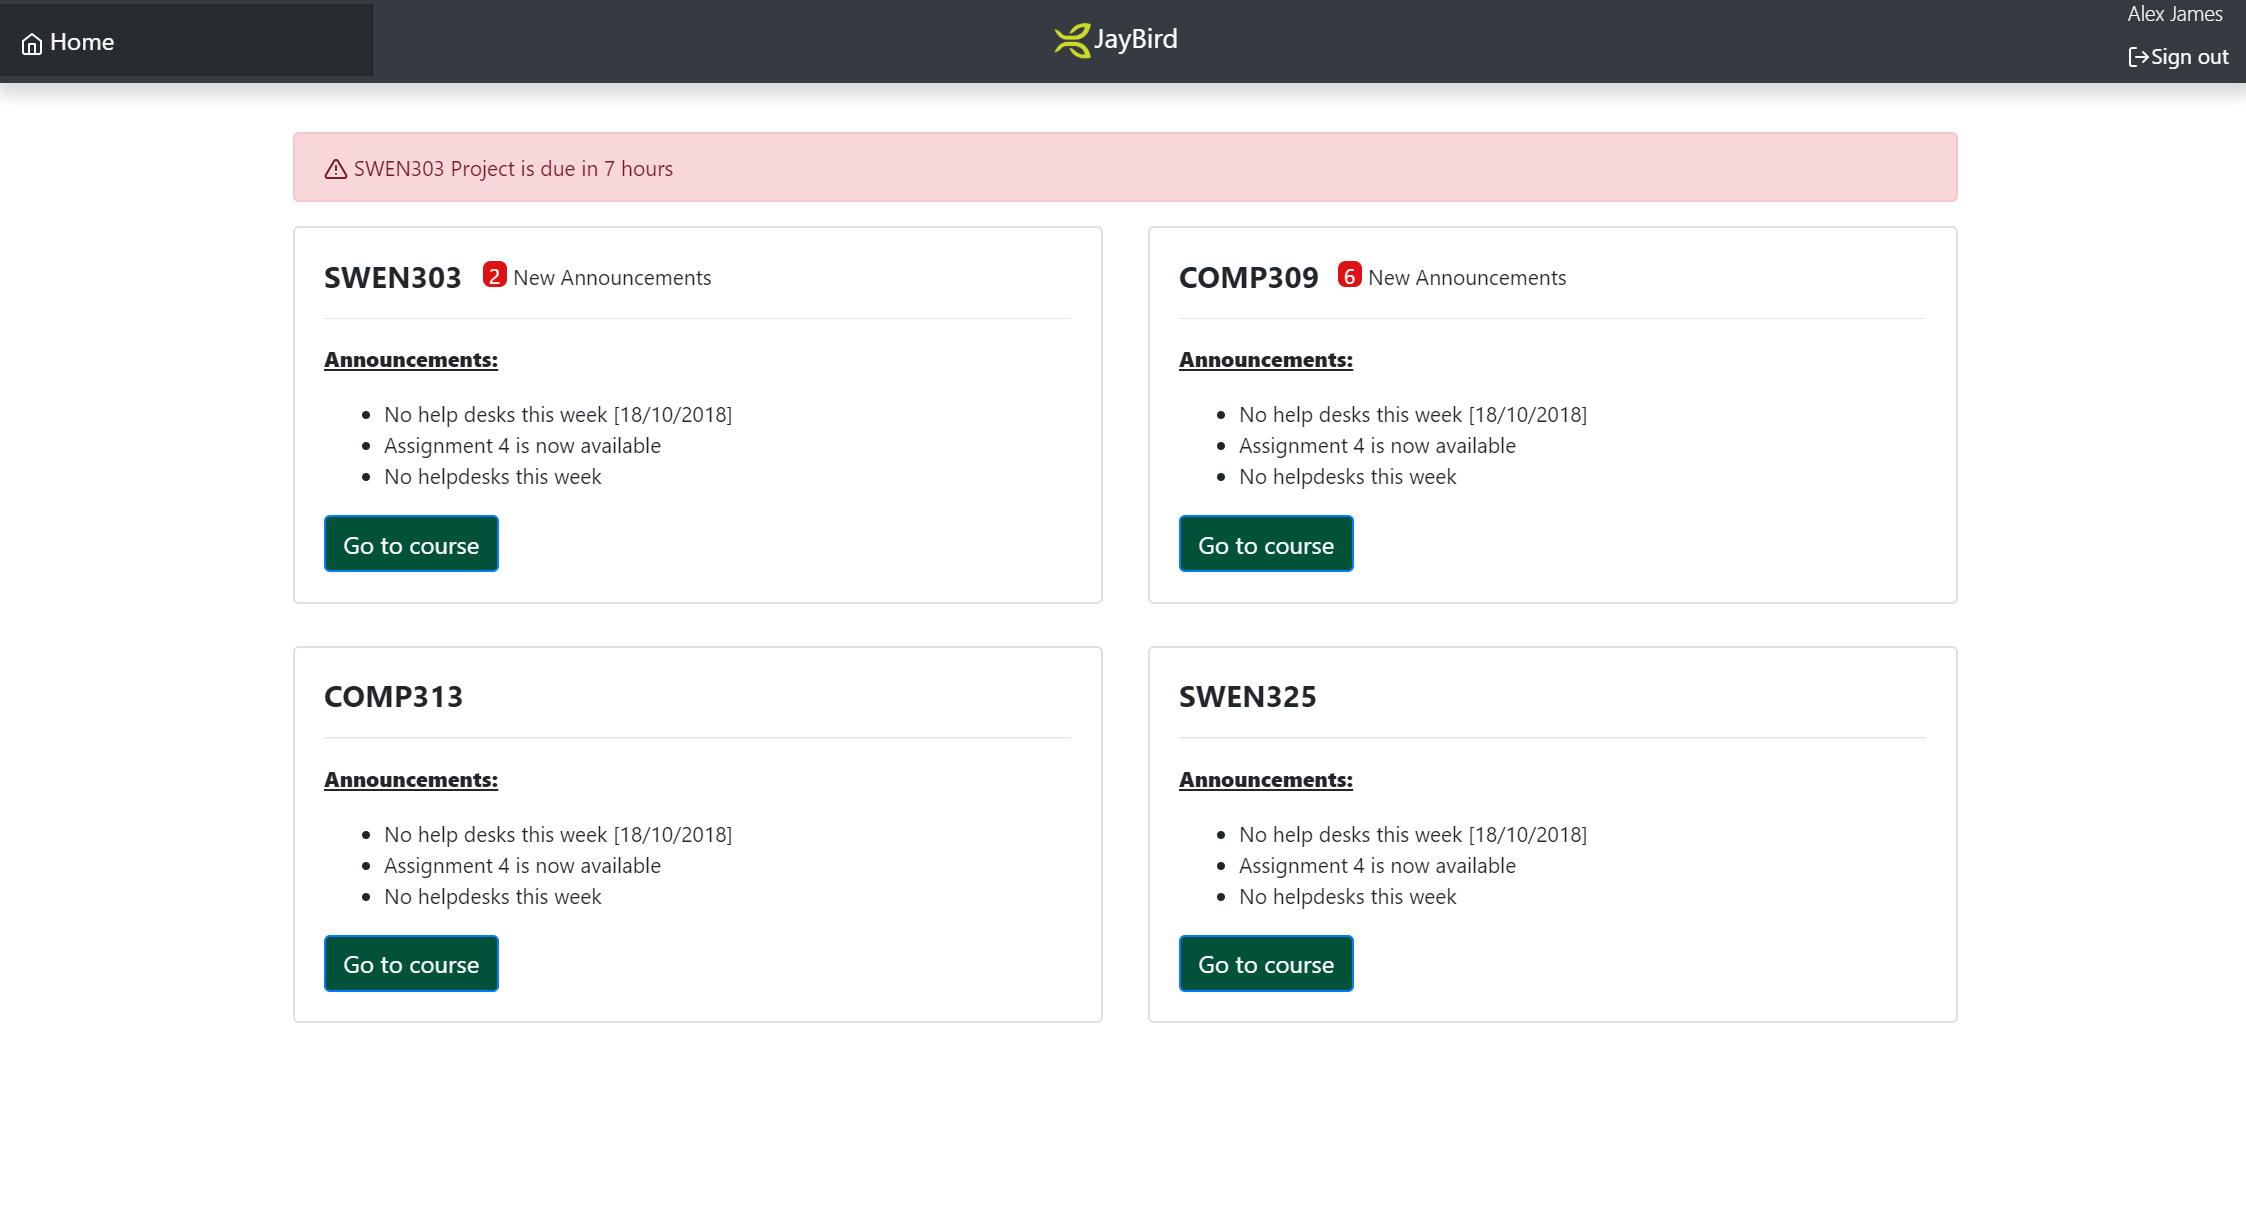 Home
JayBird
Alex James
Sign out
SWEN303 Project is due in 7 hours
SWEN303 2 New Announcements
Announcements:
No help desks this week [18/10/2018]
Assignment 4 is now available
No helpdesks this week
Go to course
COMP309 6 New Announcements
Announcements:
No help desks this week [18/10/2018]
Assignment 4 is now available
No helpdesks this week
Go to course
COMP313
Announcements:
No help desks this week [18/10/2018]
Assignment 4 is now available
No helpdesks this week
Go to course
SWEN325
Announcements:
No help desks this week [18/10/2018]
Assignment 4 is now available
No helpdesks this week
Go to course